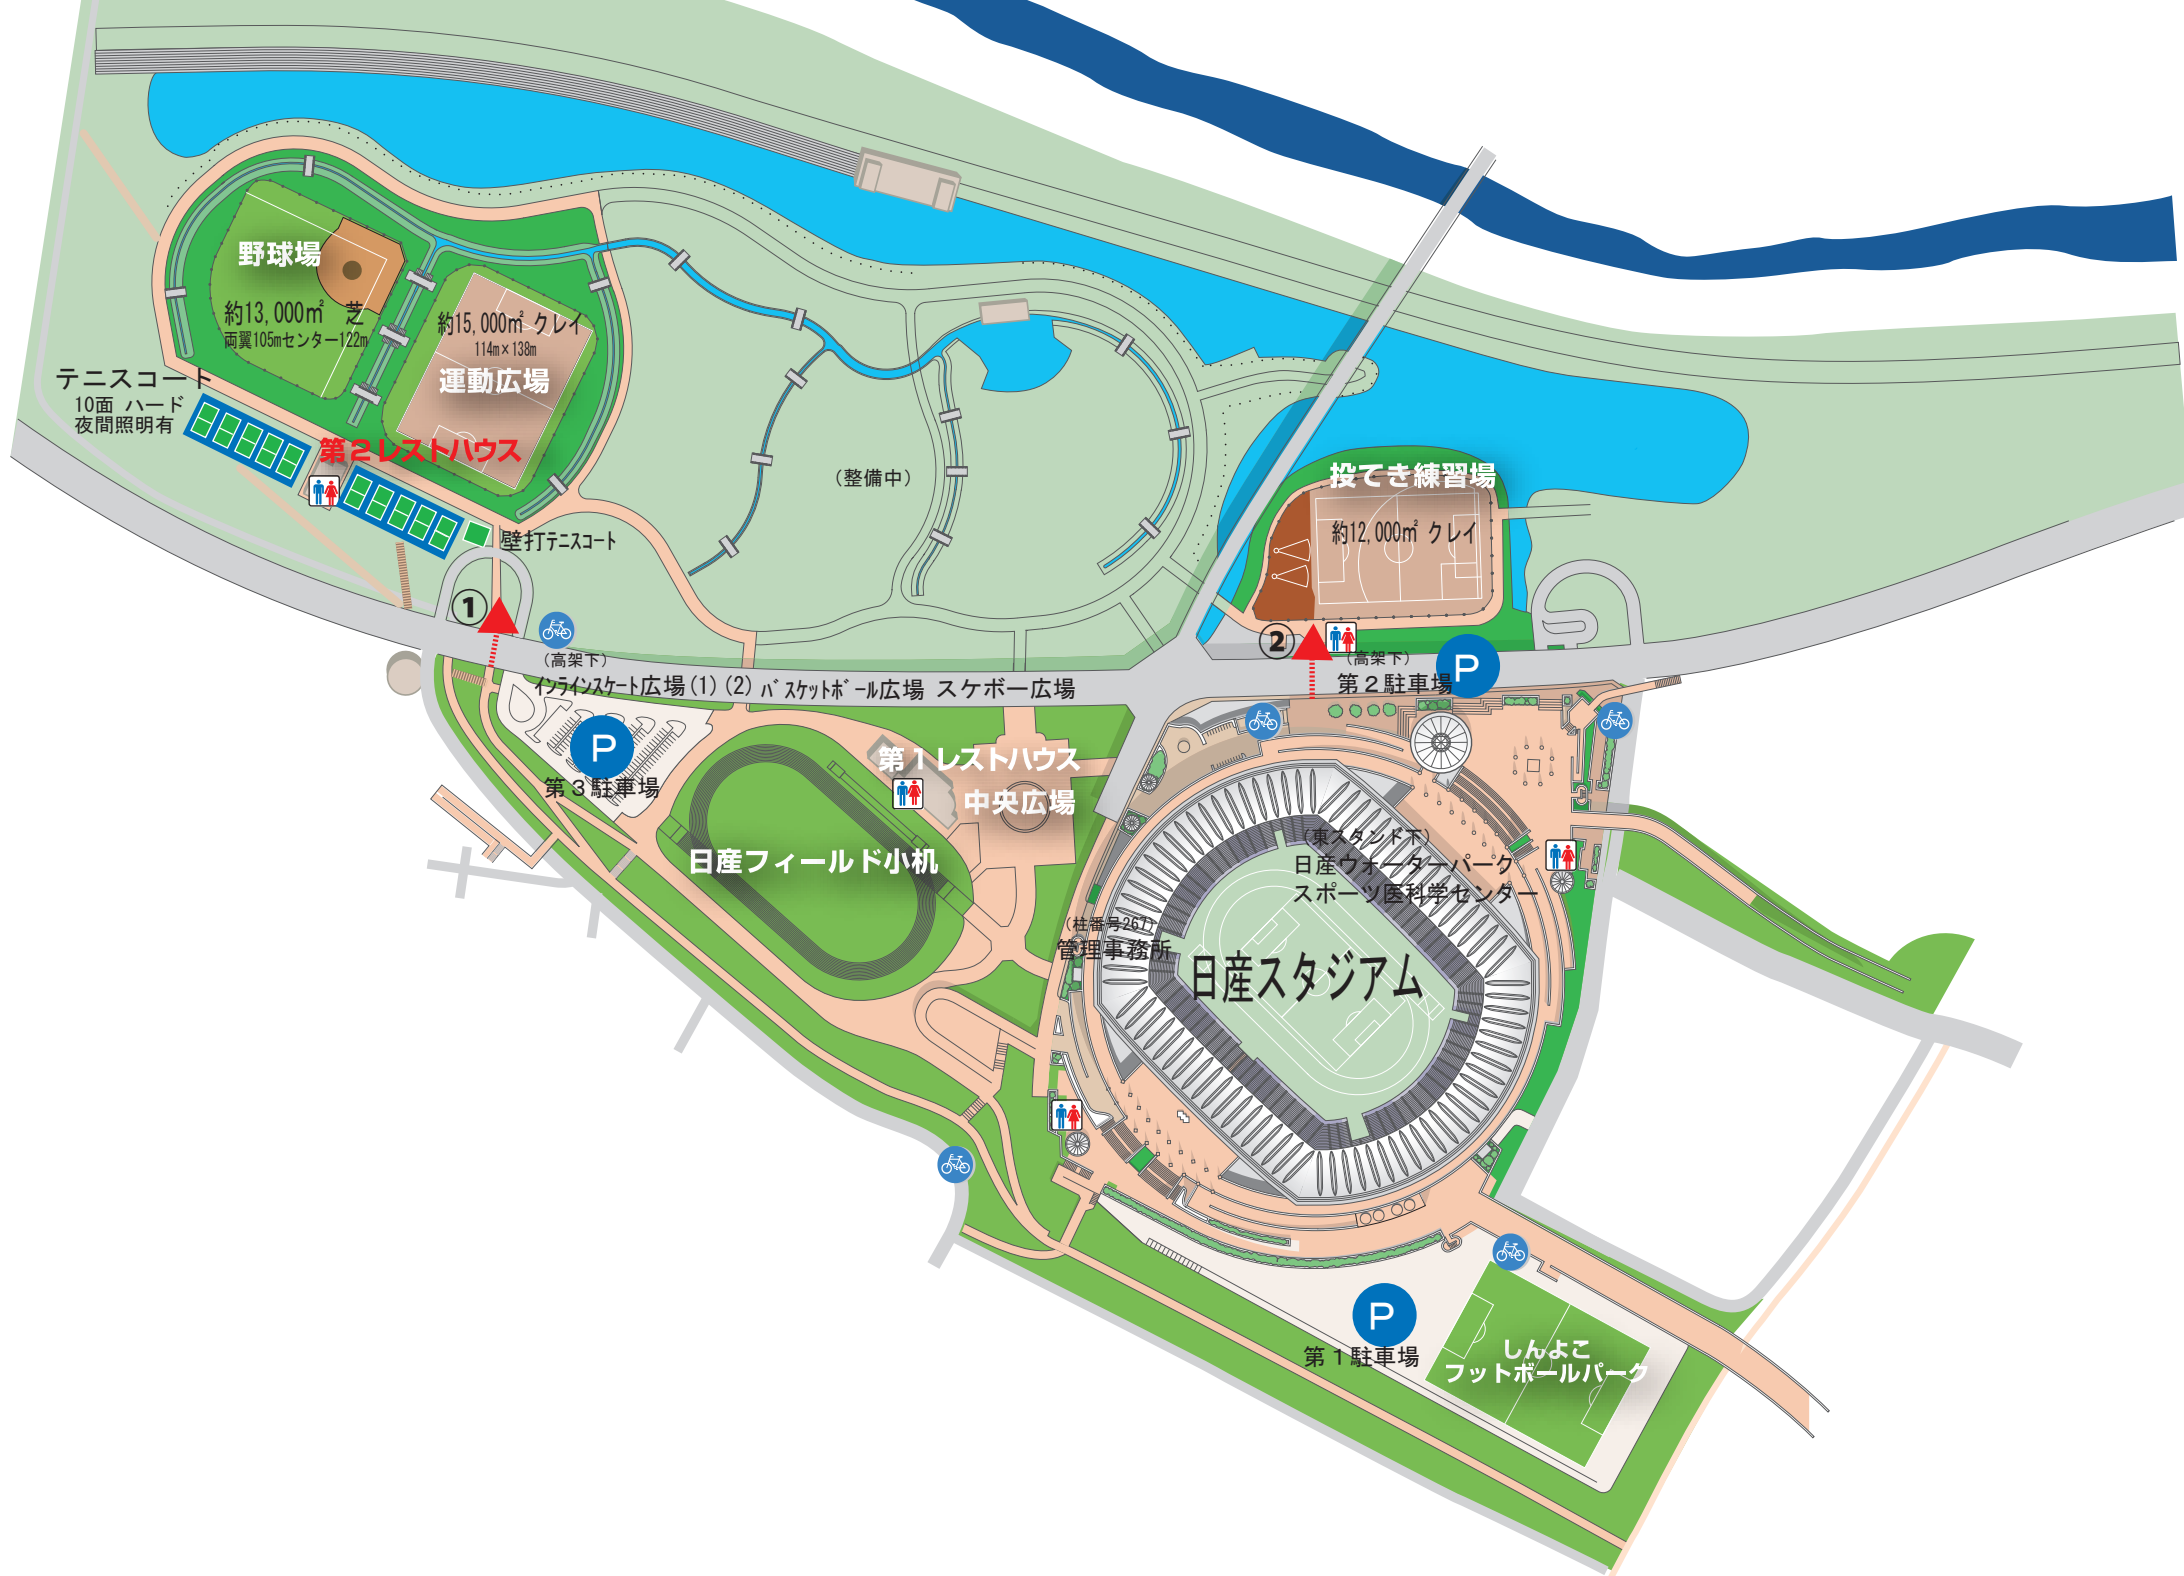 野球場
約13,000㎡ 芝
両翼105mセンター122m
約15,000㎡ クレイ
114m×138m
運動広場
テニスコート
10面 ハード
夜間照明有
第2レストハウス
壁打テニスコート
(整備中)
投てき練習場
約12,000㎡ クレイ
①
②
(高架下)
インラインスケート広場(1)(2) バスケットボール広場 スケボー広場
(高架下)
第2駐車場
P
P
第3駐車場
第1レストハウス
中央広場
日産フィールド小机
(東スタンド下)
日産ウォーターパーク
スポーツ医科学センター
(柱番号267)
管理事務所
日産スタジアム
P
第1駐車場
しんよこ
フットボールパーク